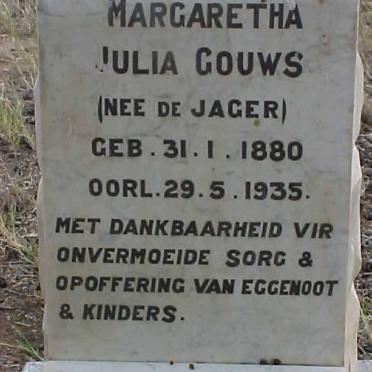 MARGARETHA
JULIA GOUWS
(NEE DE JAGER)
GEB. 31. 1. 1880
OORL. 29. 5. 1935.
MET DANKBAARHEID VIR
ONVERMOEIDE SORG &
OPOFFERING VAN EGGENOOT
& KINDERS.